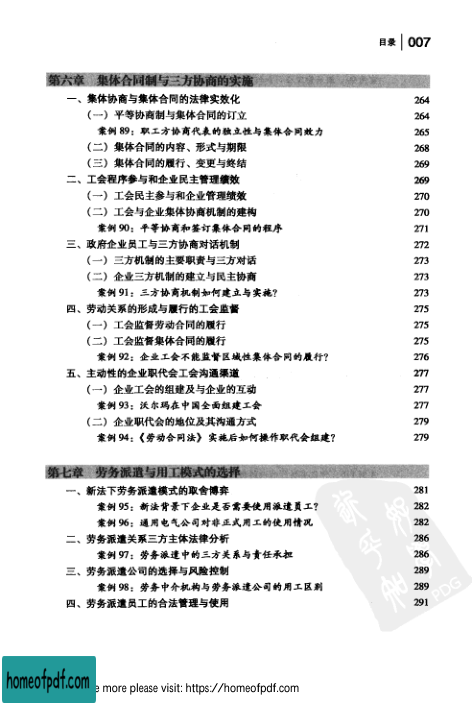 目录 | 007
第六章 集体合同制与三方协商的实施
一、集体协商与集体合同的法律实效化 264
（一）平等协商制与集体合同的订立 264
案例 89：职工方协商代表的独立性与集体合同效力 265
（二）集体合同的内容、形式与期限 268
（三）集体合同的履行、变更与终结 269
二、工会程序参与和企业民主管理绩效 269
（一）工会民主参与和企业管理绩效 270
（二）工会与企业集体协商机制的建构 270
案例 90：平等协商和签订集体合同的程序 271
三、政府企业员工与三方协商对话机制 272
（一）三方机制的主要职责与三方对话 273
（二）企业三方机制的建立与民主协商 273
案例 91：三方协商机制如何建立与实施？ 273
四、劳动关系的形成与履行的工会监督 275
（一）工会监督劳动合同的履行 275
（二）工会监督集体合同的履行 275
案例 92：企业工会不能监督区域性集体合同的履行？ 276
五、主动性的企业职代会工会沟通渠道 277
（一）企业工会的组建及与企业的互动 277
案例 93：沃尔玛在中国全面组建工会 277
（二）企业职代会的地位及其沟通方式 279
案例 94：《劳动合同法》实施后如何操作职代会组建？ 279
第七章 劳务派遣与用工模式的选择
一、新法下劳务派遣模式的取舍博弈 281
案例 95：新法背景下企业是否需要使用派遣员工？ 282
案例 96：通用电气公司对非正式用工的使用情况 282
二、劳务派遣关系三方主体法律分析 286
案例 97：劳务派遣中的三方关系与责任承担 286
三、劳务派遣公司的选择与风险控制 289
案例 98：劳务中介机构与劳务派遣公司的用工区别 289
四、劳务派遣员工的合法管理与使用 291
PDG
homeofpdf.com
e more please visit: https://homeofpdf.com